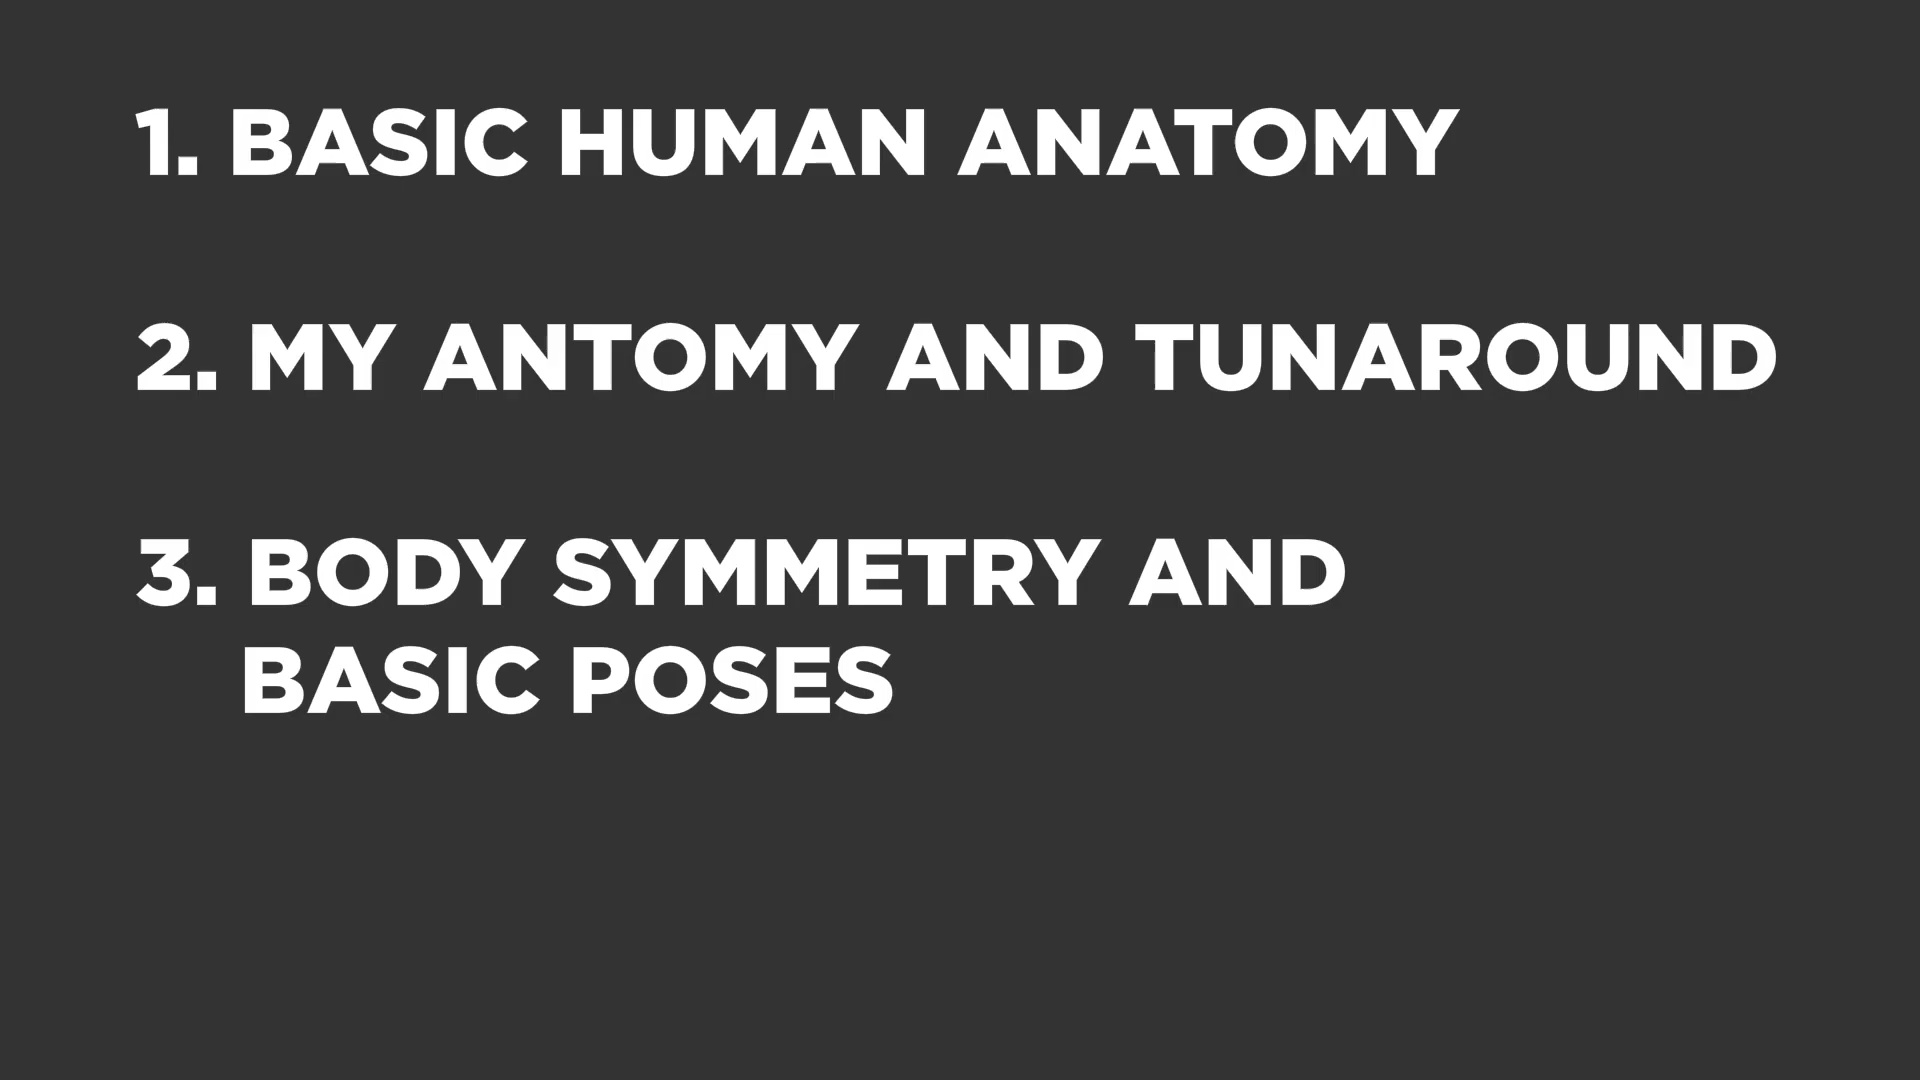 1. BASIC HUMAN ANATOMY
2. MY ANTOMY AND TUNAROUND
3. BODY SYMMETRY AND
BASIC POSES